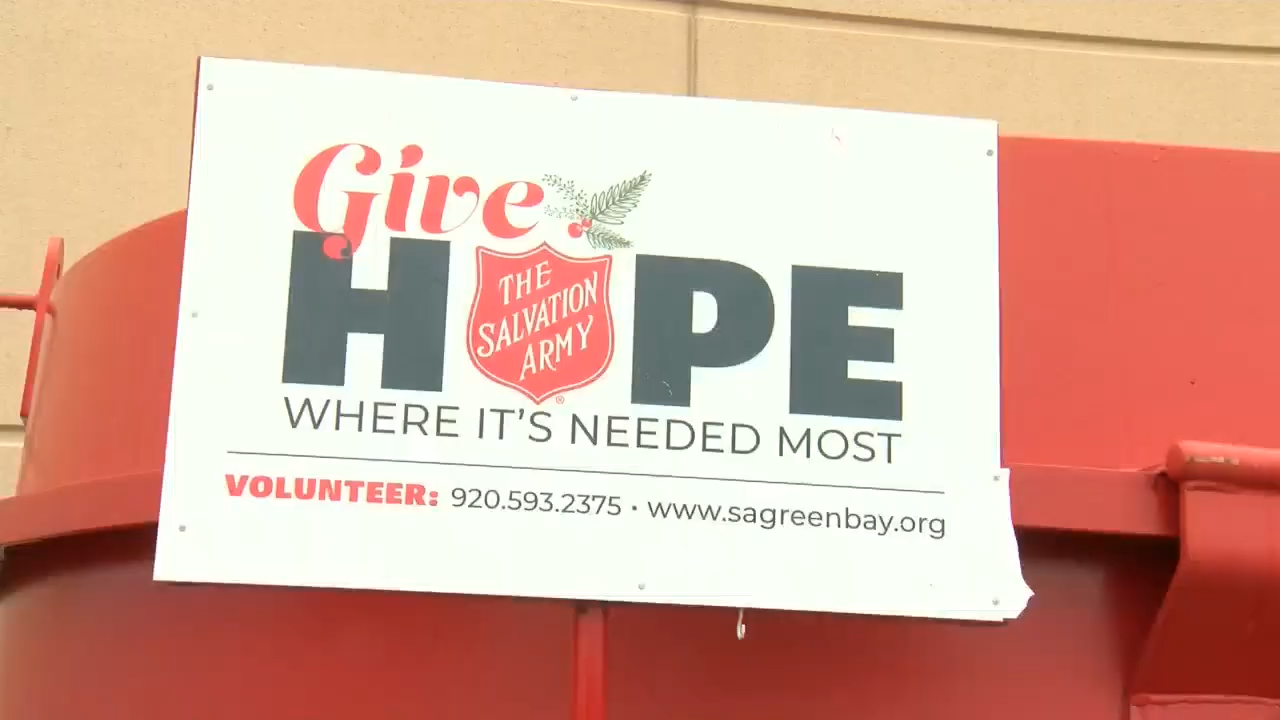 Give
H PE
THE
SALVATION
ARMY
®
WHERE IT'S NEEDED MOST
VOLUNTEER: 920.593.2375 • www.sagreenbay.org